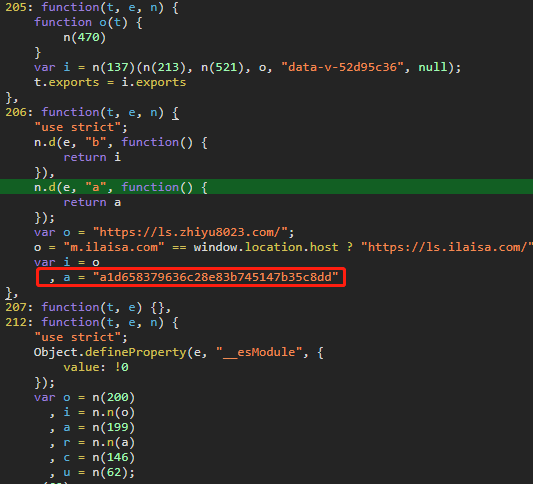 205: function(t, e, n) {
function o(t) {
n(470)
}
var i = n(137)(n(213), n(521), o, "data-v-52d95c36", null);
t.exports = i.exports
},
206: function(t, e, n) {
"use strict";
n.d(e, "b", function() {
return i
}),
n.d(e, "a", function() {
return a
});
var o = "https://ls.zhiyu8023.com/";
o = "m.ilaisa.com" == window.location.host ? "https://ls.ilaisa.com/"
var i = o
, a = "a1d658379636c28e83b745147b35c8dd"
},
207: function(t, e) {},
212: function(t, e, n) {
"use strict";
Object.defineProperty(e, "__esModule", {
value: !0
});
var o = n(200)
, i = n.n(o)
, a = n(199)
, r = n.n(a)
, c = n(146)
, u = n(62);